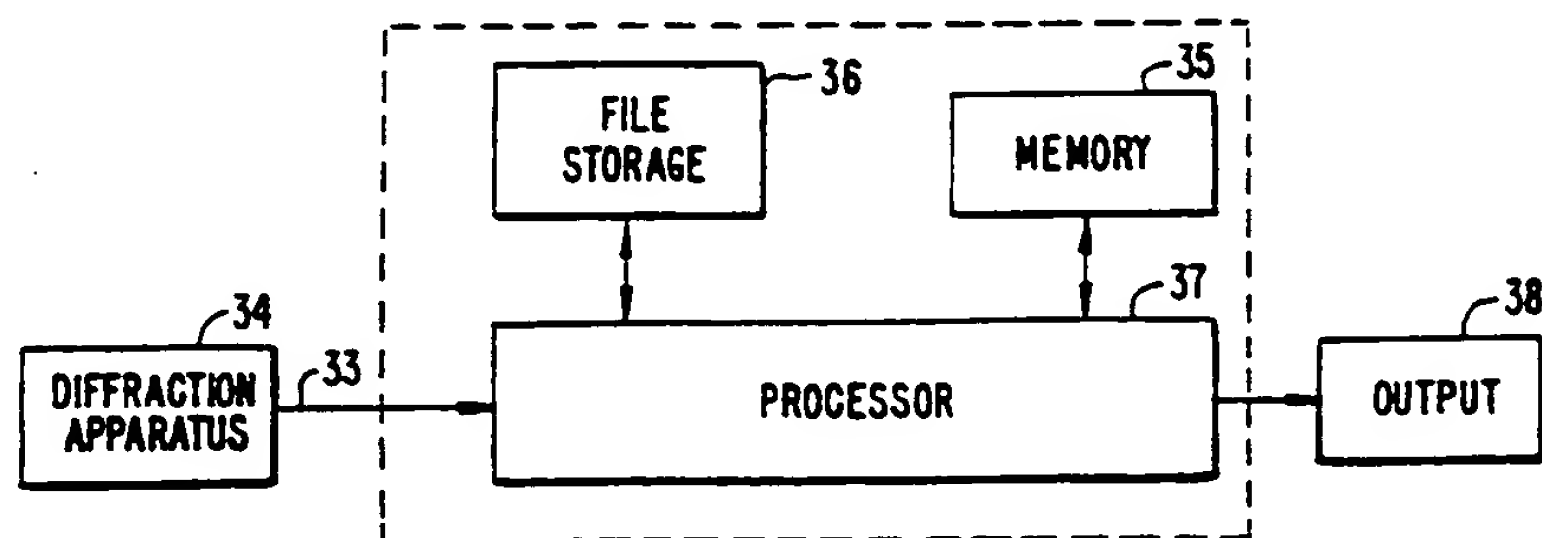 36
FILE
STORAGE
35
MEMORY
34
DIFFRACTION
APPARATUS
33
37
PROCESSOR
38
OUTPUT